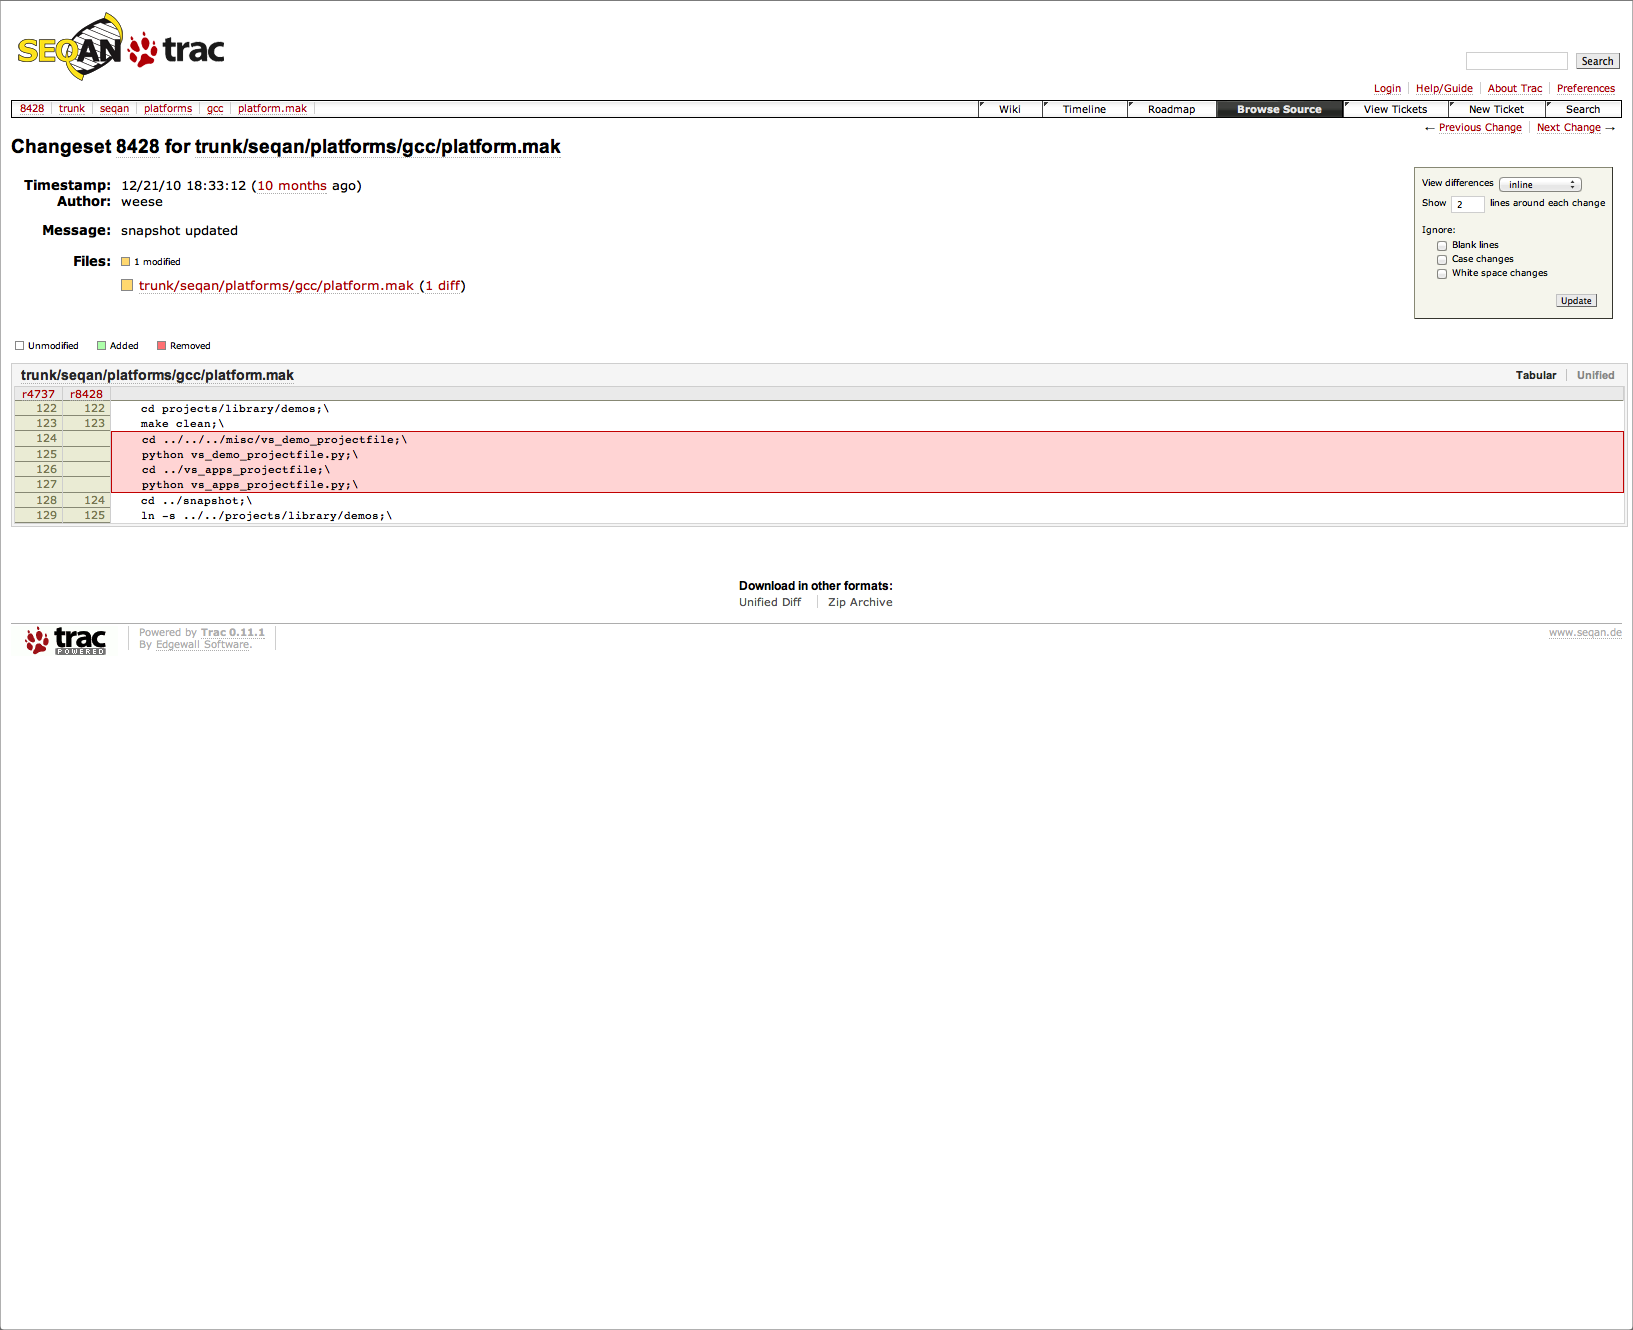 SEQAN trac
Search
Login Help/Guide About Trac Preferences
8428 trunk seqan platforms gcc platform.mak Wiki Timeline Roadmap Browse Source View Tickets New Ticket Search
← Previous Change Next Change →
Changeset 8428 for trunk/seqan/platforms/gcc/platform.mak
Timestamp: 12/21/10 18:33:12 (10 months ago)
Author: weese
Message: snapshot updated
Files: 1 modified
trunk/seqan/platforms/gcc/platform.mak (1 diff)
View differences inline
Show 2 lines around each change
Ignore:
Blank lines
Case changes
White space changes
Update
Unmodified Added Removed
trunk/seqan/platforms/gcc/platform.mak Tabular Unified
r4737 r8428
122 122 cd projects/library/demos;\
123 123 make clean;\
124 cd ../../../misc/vs_demo_projectfile;\
125 python vs_demo_projectfile.py;\
126 cd ../vs_apps_projectfile;\
127 python vs_apps_projectfile.py;\
128 124 cd ../snapshot;\
129 125 ln -s ../../projects/library/demos;\
Download in other formats:
Unified Diff Zip Archive
trac POWERED
Powered by Trac 0.11.1
By Edgewall Software.
www.seqan.de